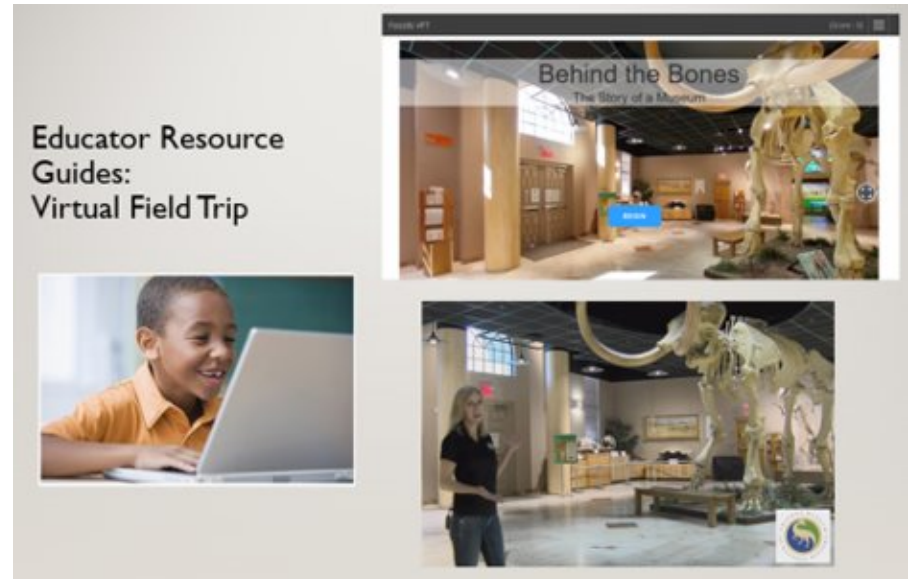 Educator Resource
Guides:
Virtual Field Trip
Behind the Bones
The Story of a Museum